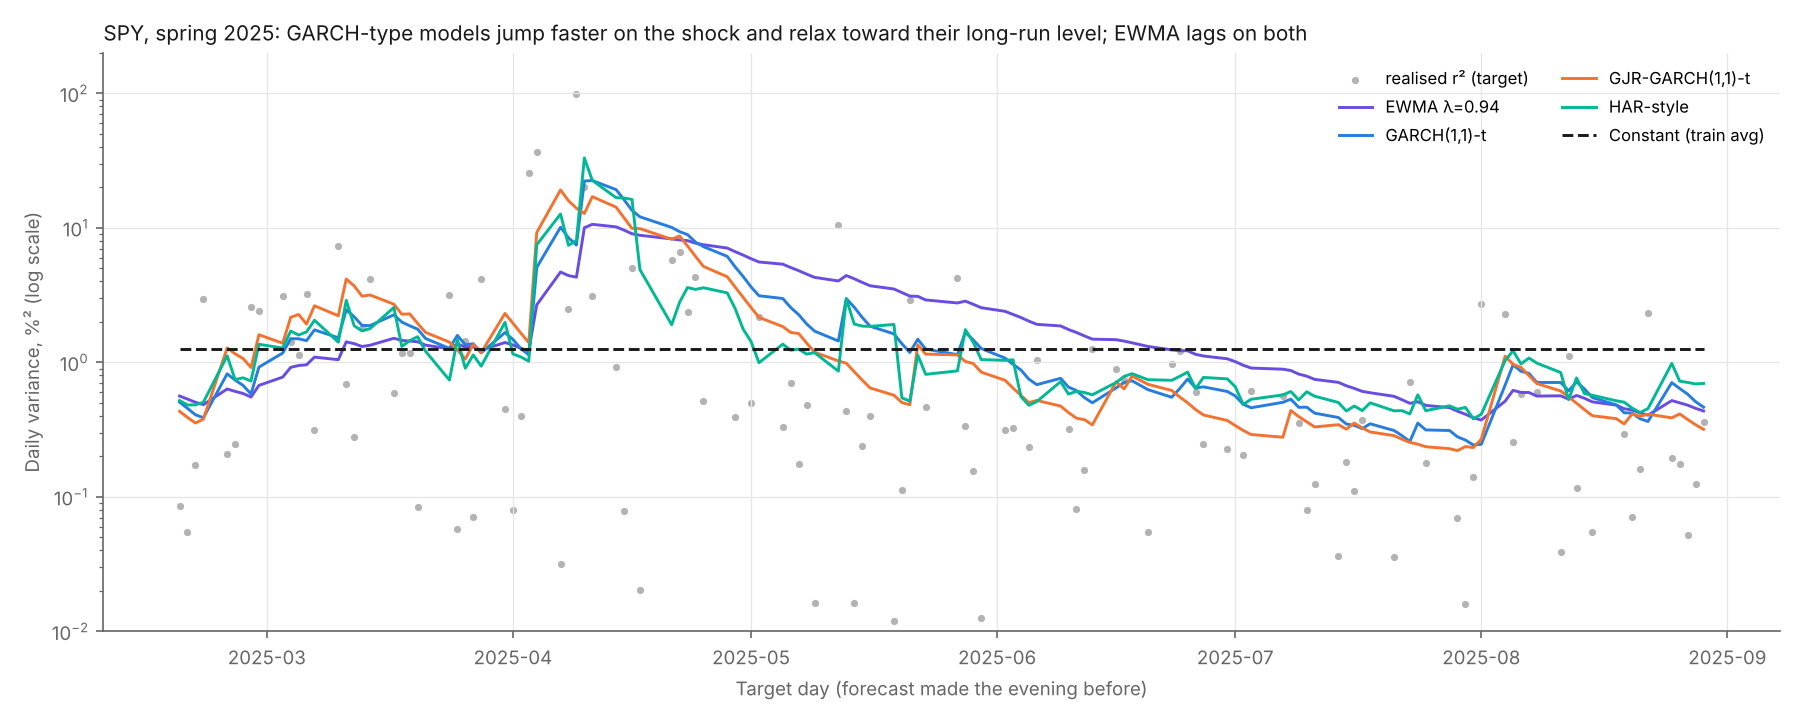 SPY, spring 2025: GARCH-type models jump faster on the shock and relax toward their long-run level; EWMA lags on both
realised r² (target)
EWMA λ=0.94
GARCH(1,1)-t
GJR-GARCH(1,1)-t
HAR-style
Constant (train avg)
Daily variance, %² (log scale)
10²
10¹
10⁰
10⁻¹
10⁻²
2025-03 2025-04 2025-05 2025-06 2025-07 2025-08 2025-09
Target day (forecast made the evening before)